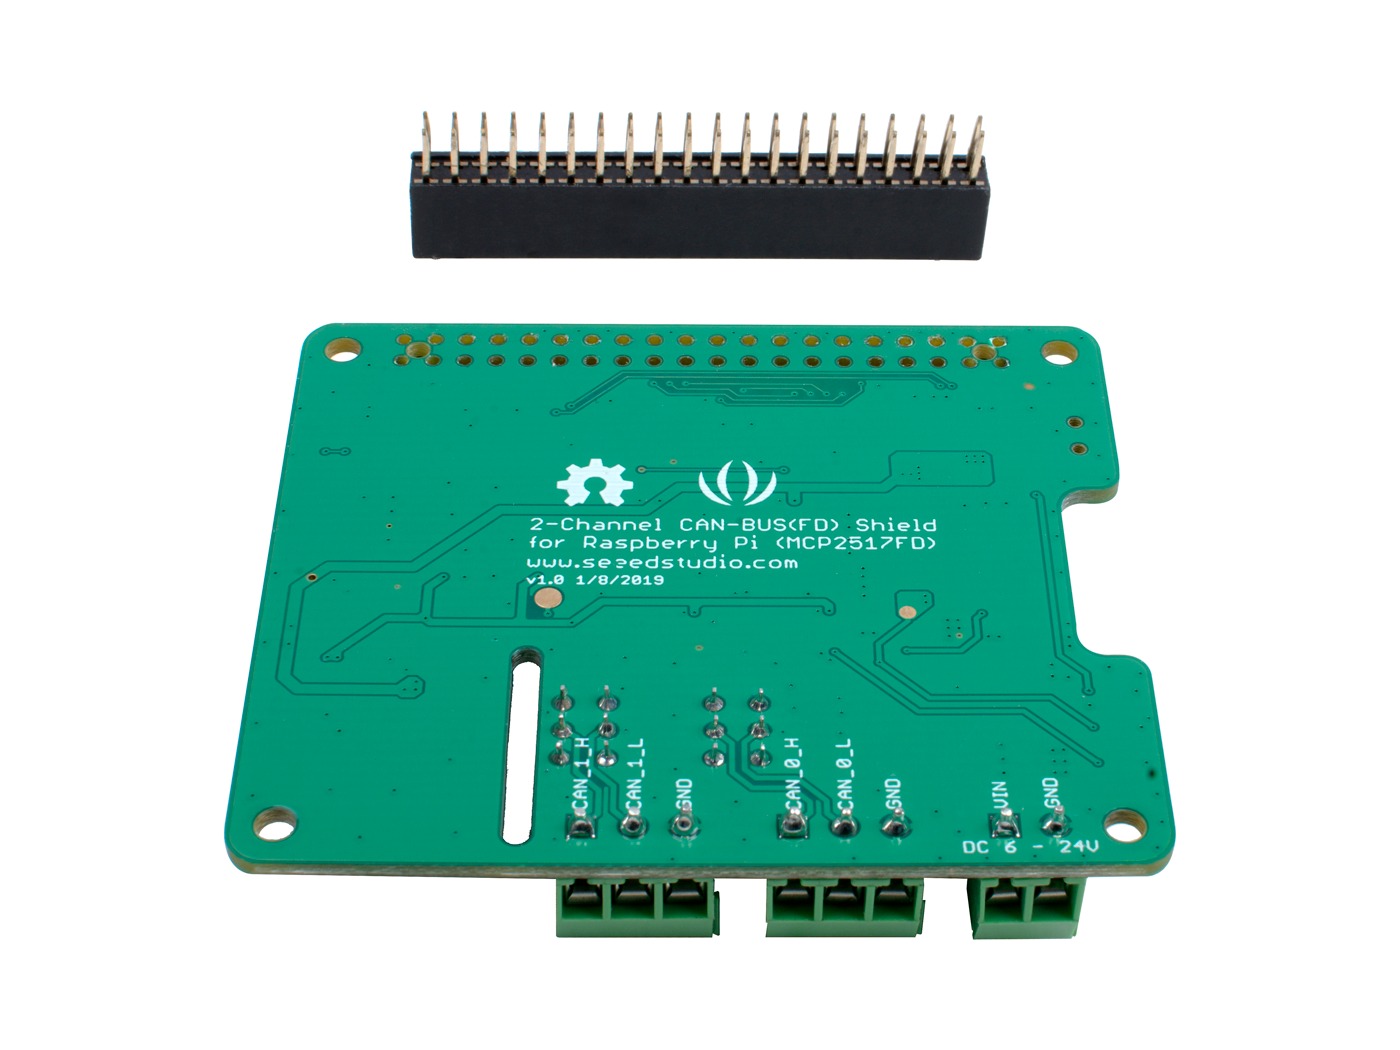 2-Channel CAN-BUS(FD) Shield
for Raspberry Pi (MCP2517FD)
www.seeedstudio.com
v1.0 1/8/2019
CAN_1_H
CAN_1_L
GND
CAN_0_H
CAN_0_L
GND
VIN
GND
DC 6 - 24V